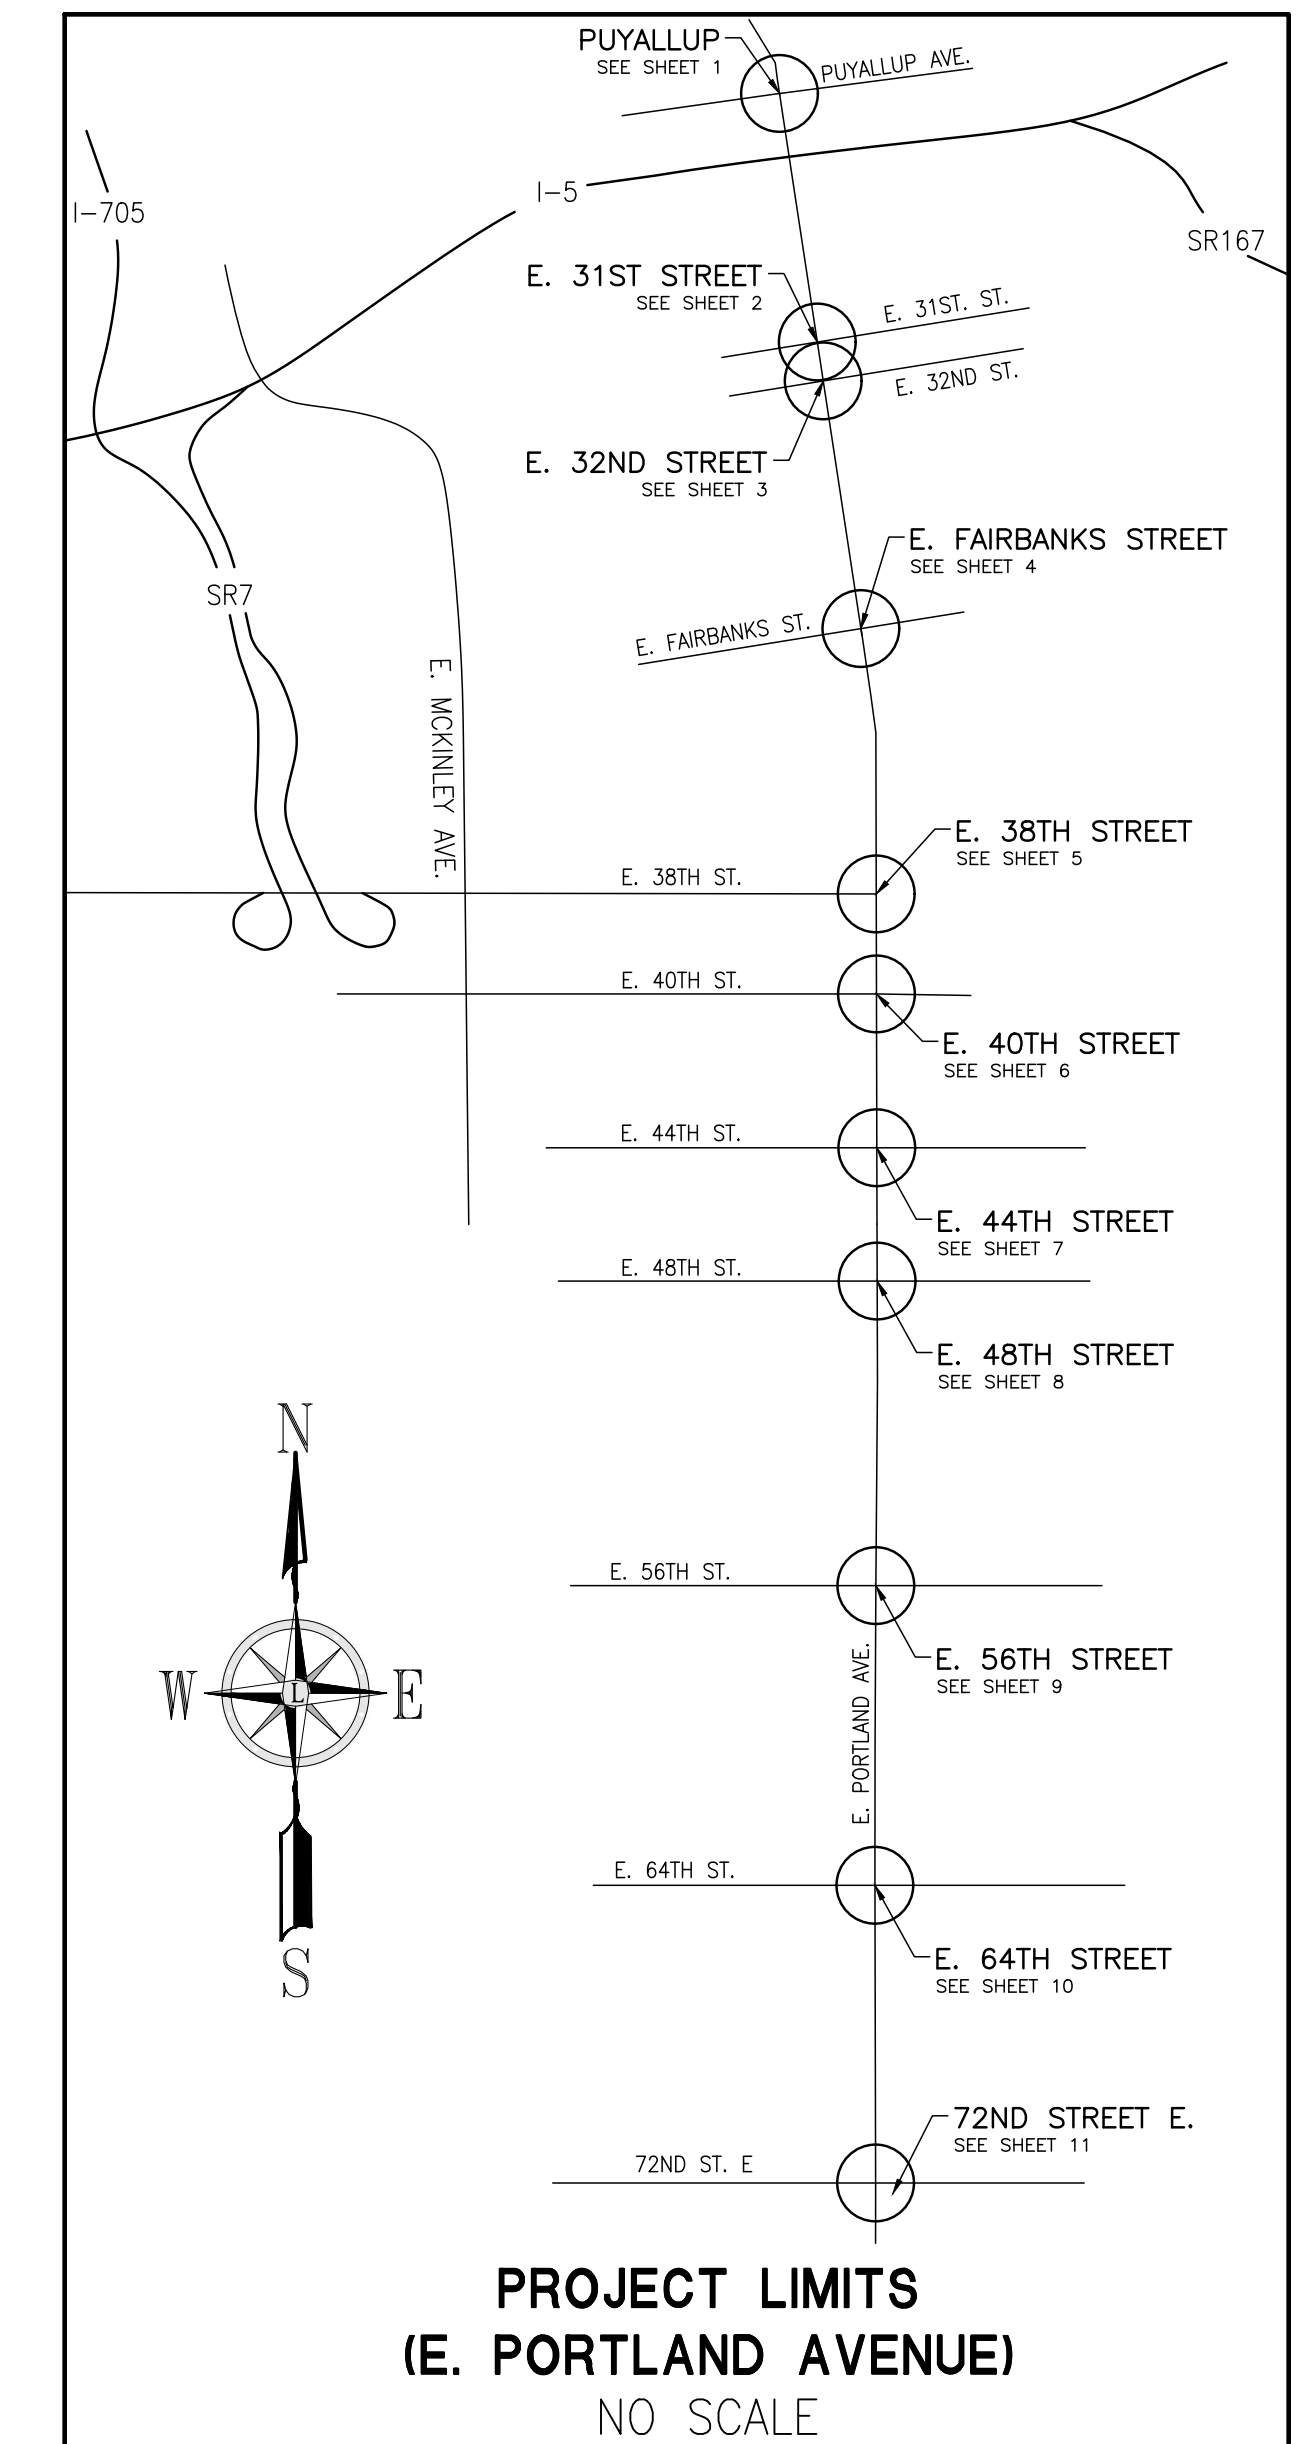 PUYALLUP
SEE SHEET 1
PUYALLUP AVE.
I-5
I-705
SR167
E. 31ST STREET
SEE SHEET 2
E. 31ST. ST.
E. 32ND ST.
E. 32ND STREET
SEE SHEET 3
E. FAIRBANKS STREET
SEE SHEET 4
E. FAIRBANKS ST.
SR7
E. MCKINLEY AVE.
E. 38TH STREET
SEE SHEET 5
E. 38TH ST.
E. 40TH ST.
E. 40TH STREET
SEE SHEET 6
E. 44TH ST.
E. 44TH STREET
SEE SHEET 7
E. 48TH ST.
E. 48TH STREET
SEE SHEET 8
N
W
L
E
S
E. 56TH ST.
E. 56TH STREET
SEE SHEET 9
E. PORTLAND AVE.
E. 64TH ST.
E. 64TH STREET
SEE SHEET 10
72ND STREET E.
SEE SHEET 11
72ND ST. E
PROJECT LIMITS
(E. PORTLAND AVENUE)
NO SCALE